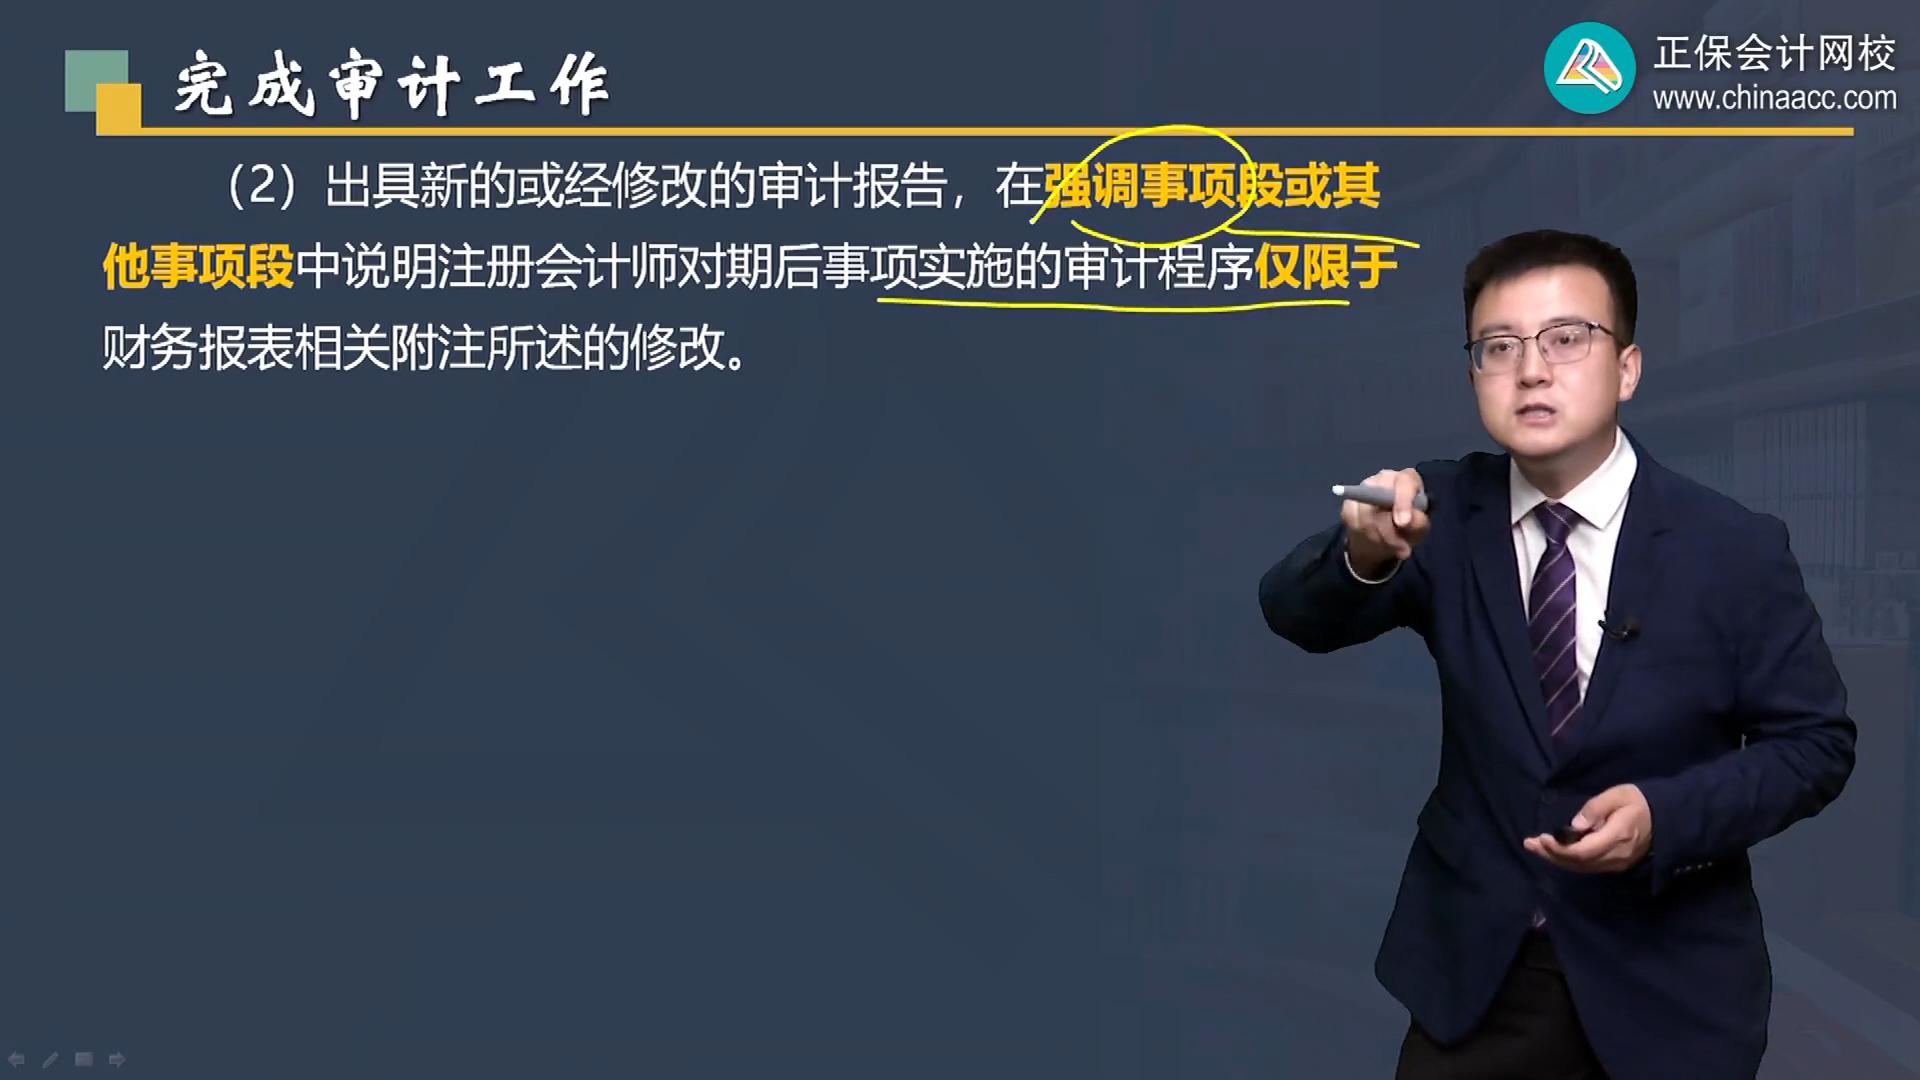 完成审计工作
正保会计网校
www.chinaacc.com
（2）出具新的或经修改的审计报告，在强调事项段或其
他事项段中说明注册会计师对期后事项实施的审计程序仅限于
财务报表相关附注所述的修改。